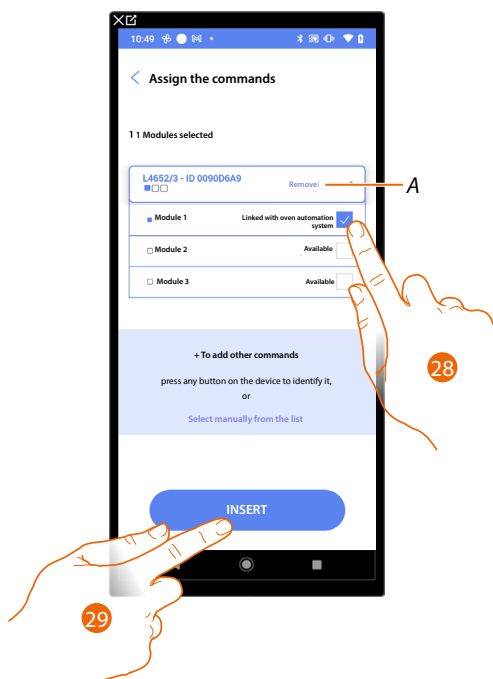 10:49
Assign the commands
1 1 Modules selected
L4652/3 - ID 0090D6A9
Remove
A
Module 1
Linked with oven automation
system
Module 2
Available
Module 3
Available
+ To add other commands
press any button on the device to identify it,
or
Select manually from the list
28
INSERT
29